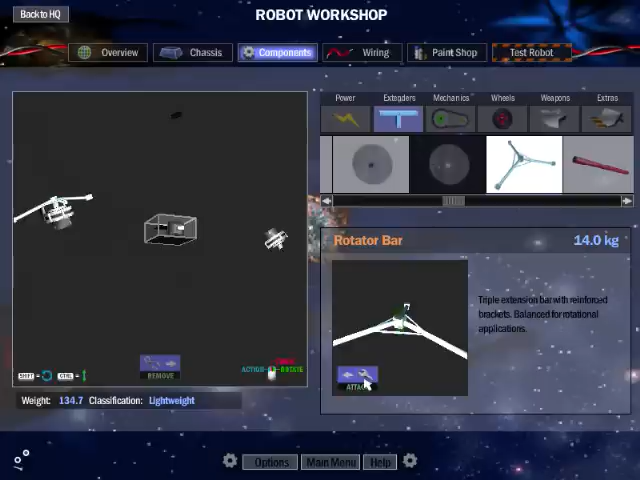 Back to HQ
ROBOT WORKSHOP
Overview
Chassis
Components
Wiring
Paint Shop
Test Robot
Power
Extenders
Mechanics
Wheels
Weapons
Extras
Rotator Bar
14.0 kg
Triple extension bar with reinforced
brackets. Balanced for rotational
applications.
REMOVE
SHIFT =
CTRL =
Weight: 134.7 Classification: Lightweight
Options
Main Menu
Help